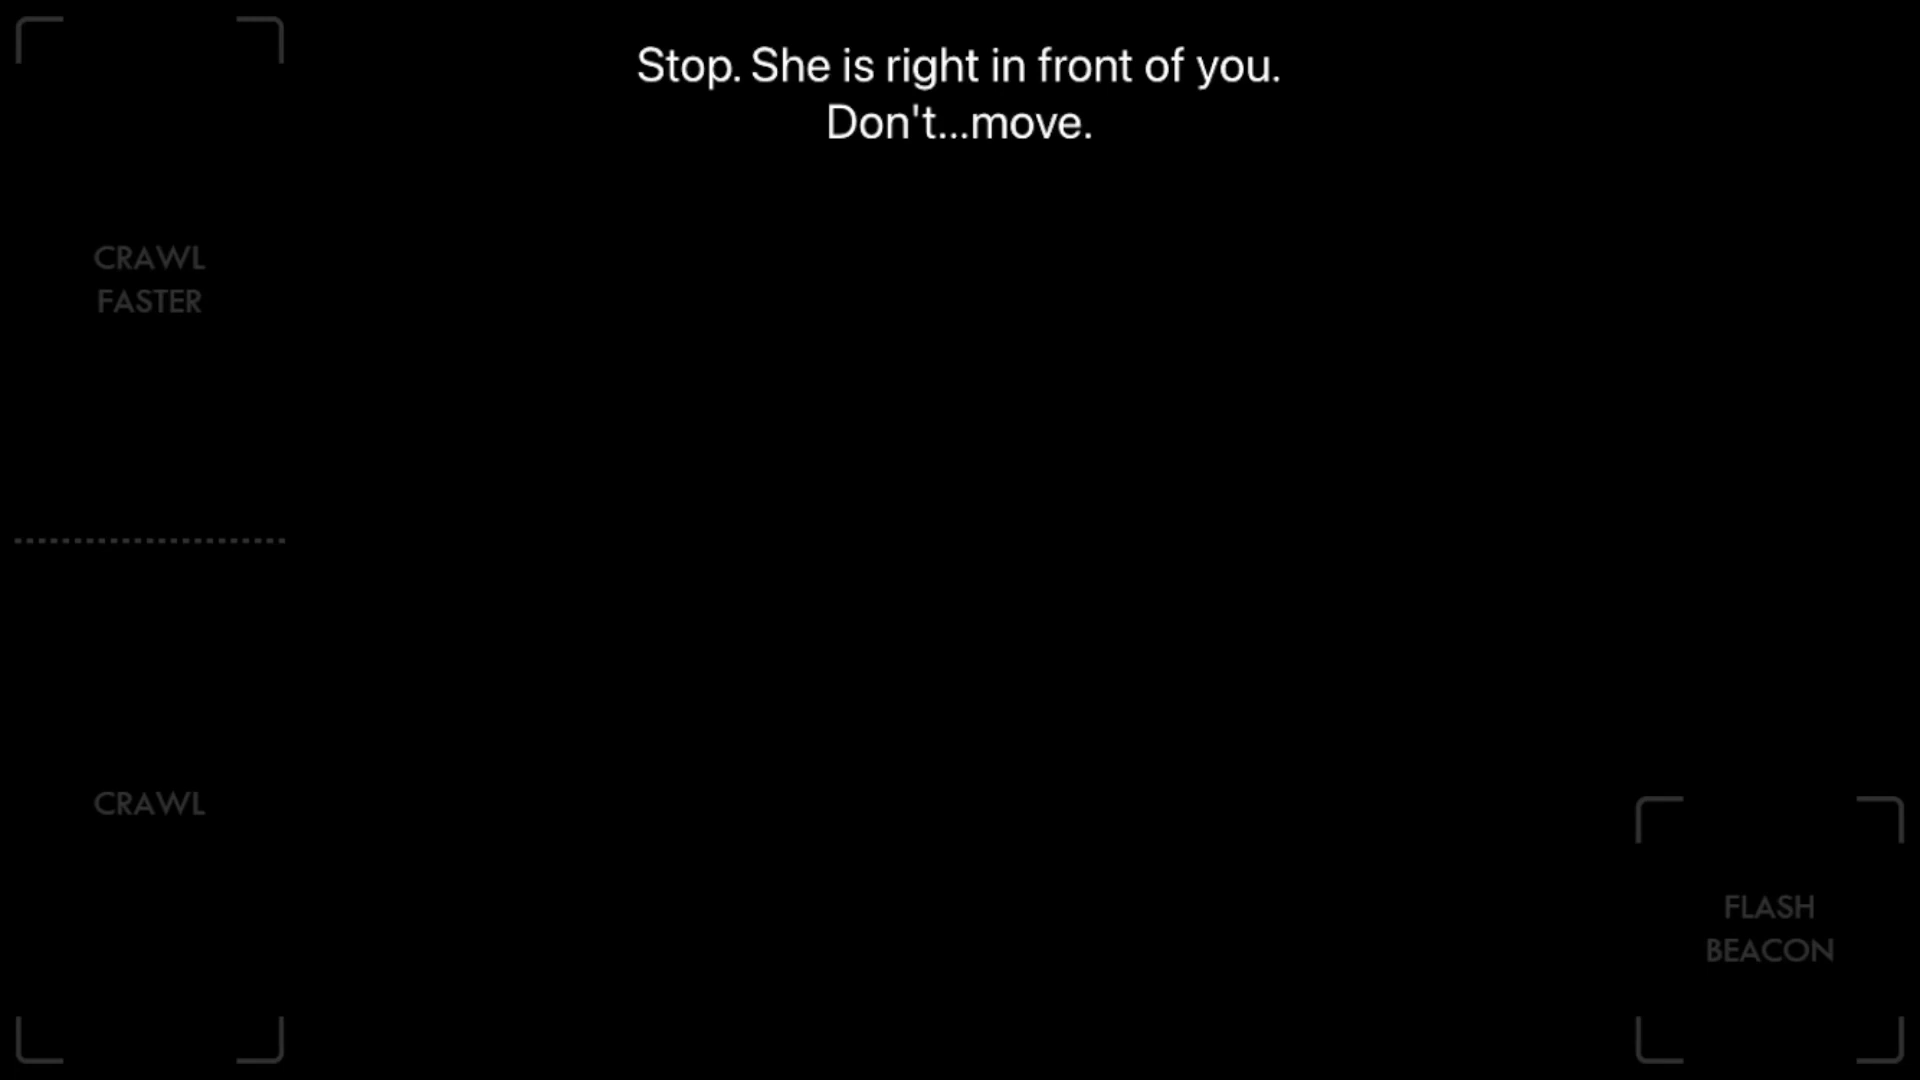 Stop. She is right in front of you.
Don't...move.
CRAWL
FASTER
CRAWL
FLASH
BEACON